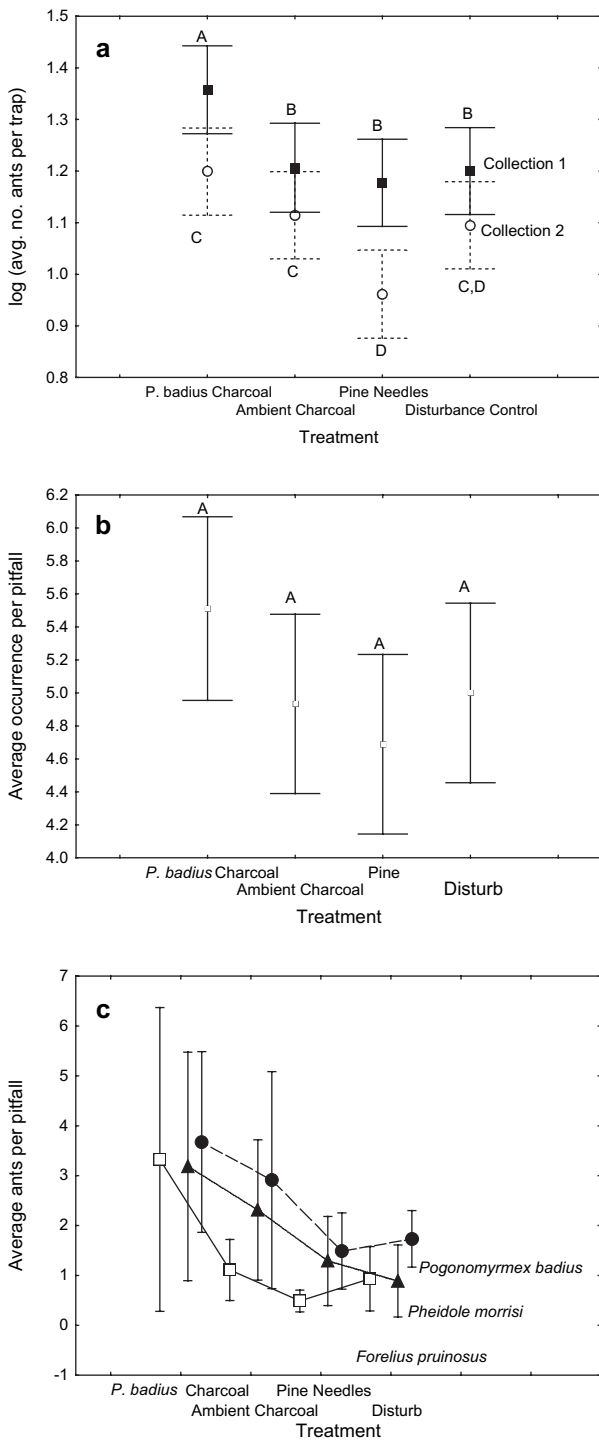 a
1.5
1.4
1.3
1.2
1.1
1.0
0.9
0.8
log (avg. no. ants per trap)
A
B
B
B
Collection 1
Collection 2
C
C
D
C,D
P. badius Charcoal
Pine Needles
Ambient Charcoal
Disturbance Control
Treatment
b
6.2
6.0
5.8
5.6
5.4
5.2
5.0
4.8
4.6
4.4
4.2
4.0
Average occurrence per pitfall
A
A
A
A
P. badius Charcoal
Pine
Ambient Charcoal
Disturb
Treatment
c
7
6
5
4
3
2
1
0
-1
Average ants per pitfall
Pogonomyrmex badius
Pheidole morrisi
Forelius pruinosus
P. badius Charcoal
Pine Needles
Ambient Charcoal
Disturb
Treatment